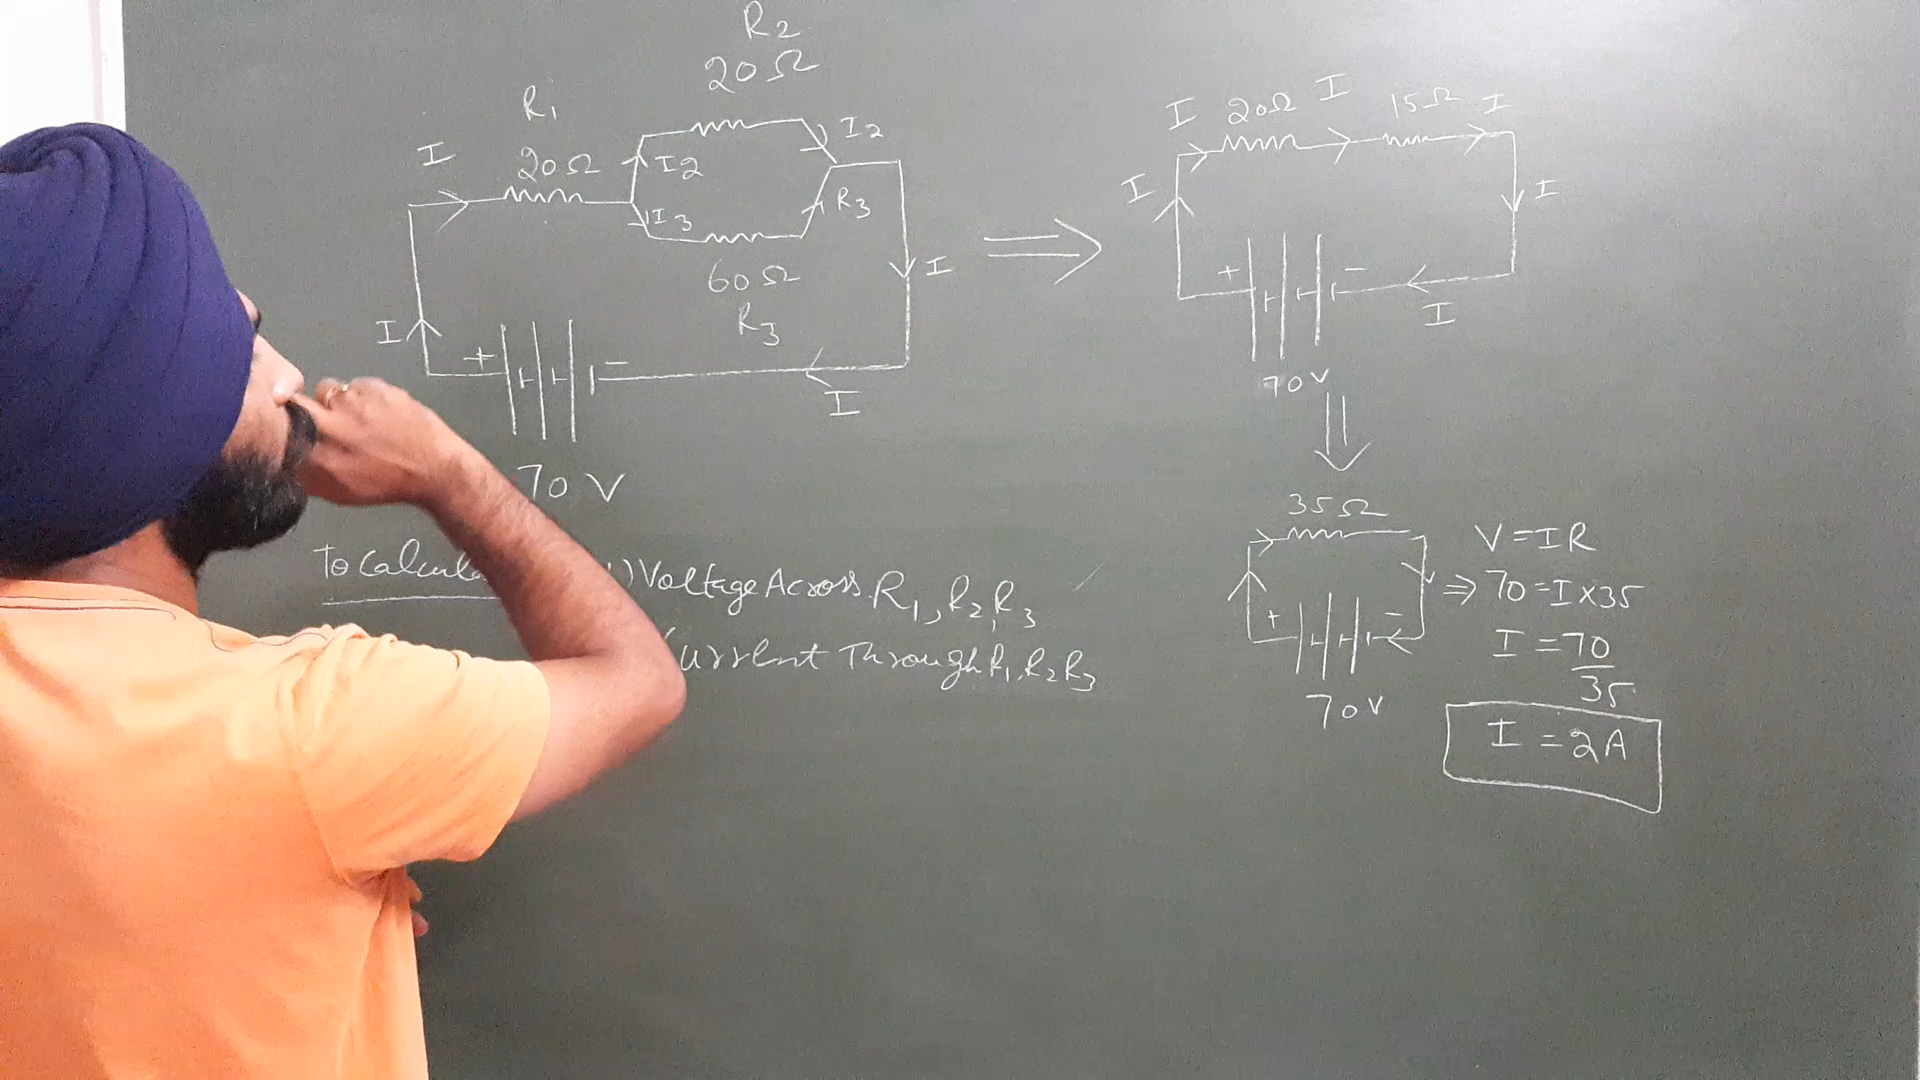 R2
20Ω
R1
20Ω
I
I2
I2
I3
R3
60Ω
R3
I
I
I
+
-
70 V
I
20Ω
I
15Ω
I
I
I
+
-
I
70V
35Ω
+
-
70V
V=IR
⇒ 70=I×35
I = 70
35
I = 2A
To Calcula
) Voltage Across R1, R2, R3
urrent Through R1, R2 R3